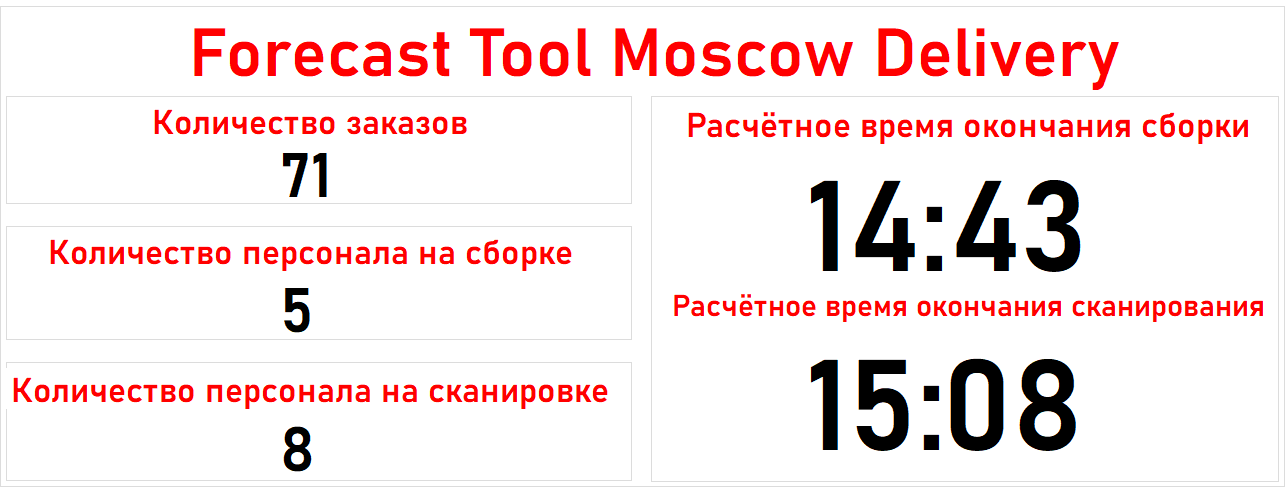 Forecast Tool Moscow Delivery
Количество заказов
71
Количество персонала на сборке
5
Количество персонала на сканировке
8
Расчётное время окончания сборки
14:43
Расчётное время окончания сканирования
15:08